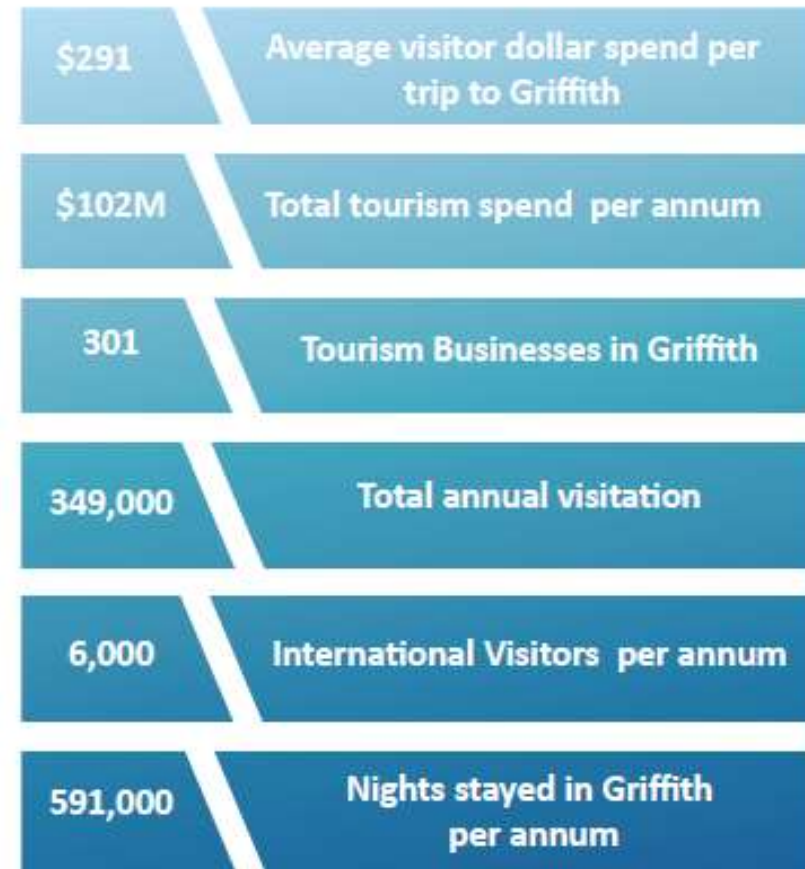 $291
Average visitor dollar spend per
trip to Griffith
$102M
Total tourism spend  per annum
301
Tourism Businesses in Griffith
349,000
Total annual visitation
6,000
International Visitors  per annum
591,000
Nights stayed in Griffith
per annum